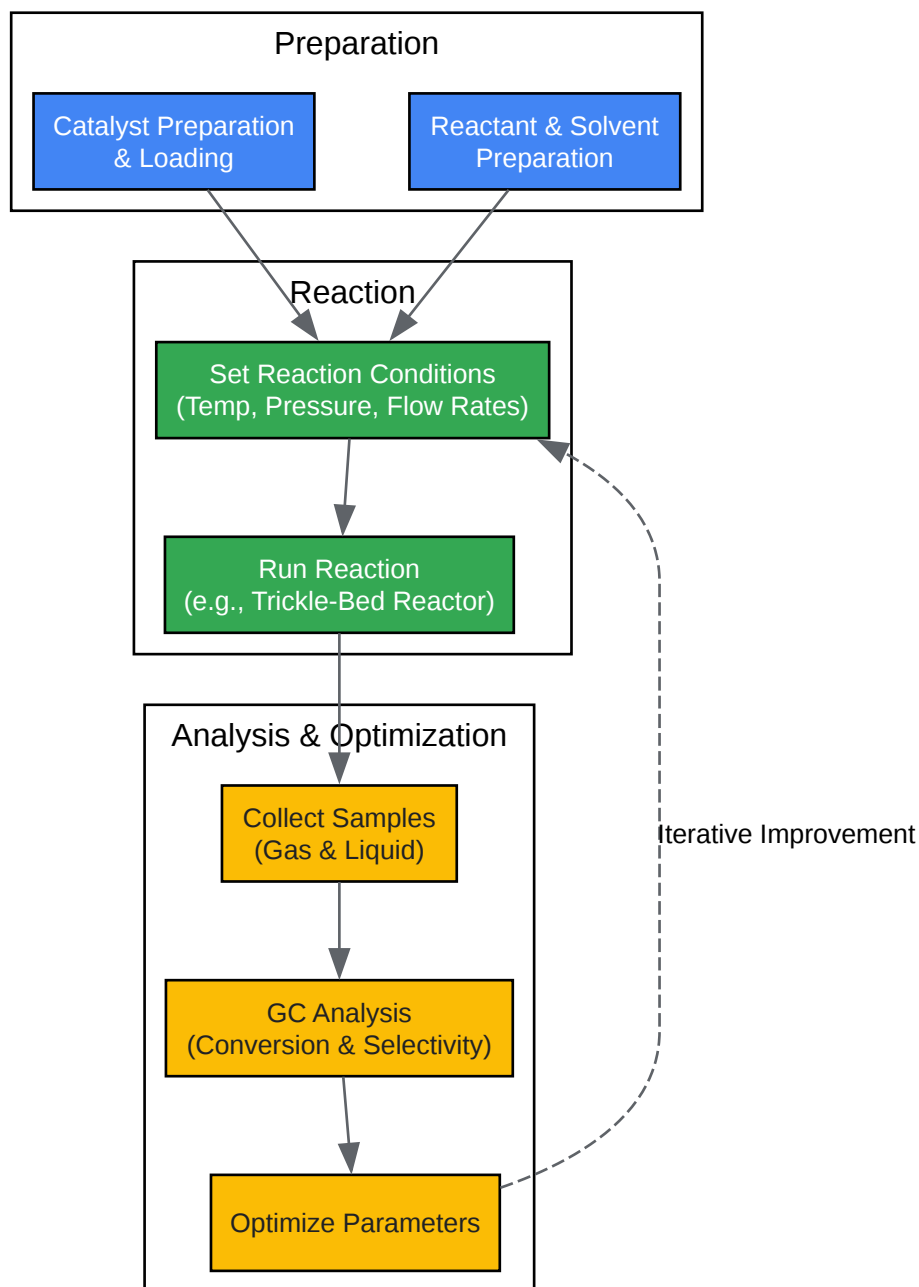 Preparation
Catalyst Preparation
& Loading
Reactant & Solvent
Preparation
Reaction
Set Reaction Conditions
(Temp, Pressure, Flow Rates)
Run Reaction
(e.g., Trickle-Bed Reactor)
Analysis & Optimization
Collect Samples
(Gas & Liquid)
Iterative Improvement
GC Analysis
(Conversion & Selectivity)
Optimize Parameters